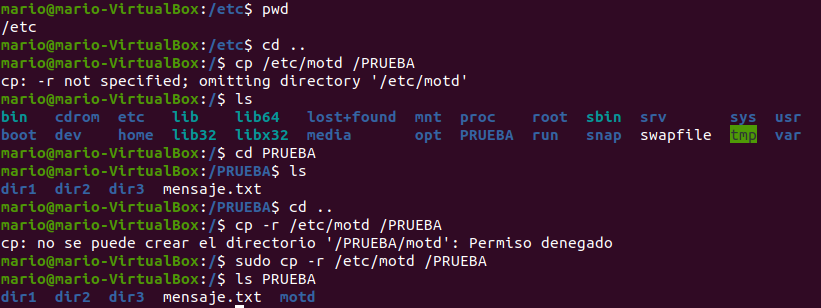 mario@mario-VirtualBox:/etc$ pwd
/etc
mario@mario-VirtualBox:/etc$ cd ..
mario@mario-VirtualBox:/$ cp /etc/motd /PRUEBA
cp: -r not specified; omitting directory '/etc/motd'
mario@mario-VirtualBox:/$ ls
bin cdrom etc lib lib64 lost+found mnt proc root sbin srv sys usr
boot dev home lib32 libx32 media opt PRUEBA run snap swapfile tmp var
mario@mario-VirtualBox:/$ cd PRUEBA
mario@mario-VirtualBox:/PRUEBA$ ls
dir1 dir2 dir3 mensaje.txt
mario@mario-VirtualBox:/PRUEBA$ cd ..
mario@mario-VirtualBox:/$ cp -r /etc/motd /PRUEBA
cp: no se puede crear el directorio '/PRUEBA/motd': Permiso denegado
mario@mario-VirtualBox:/$ sudo cp -r /etc/motd /PRUEBA
mario@mario-VirtualBox:/$ ls PRUEBA
dir1 dir2 dir3 mensaje.txt motd